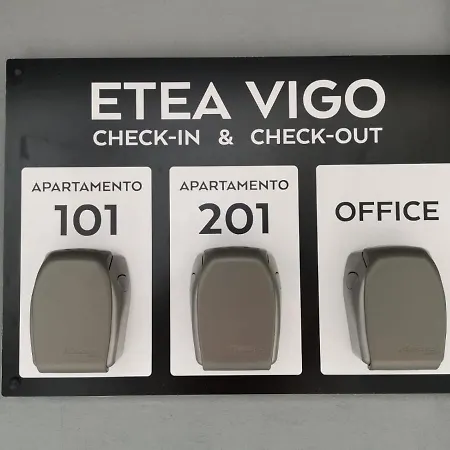 ETEA VIGO
CHECK-IN & CHECK-OUT
APARTAMENTO
101
APARTAMENTO
201
OFFICE